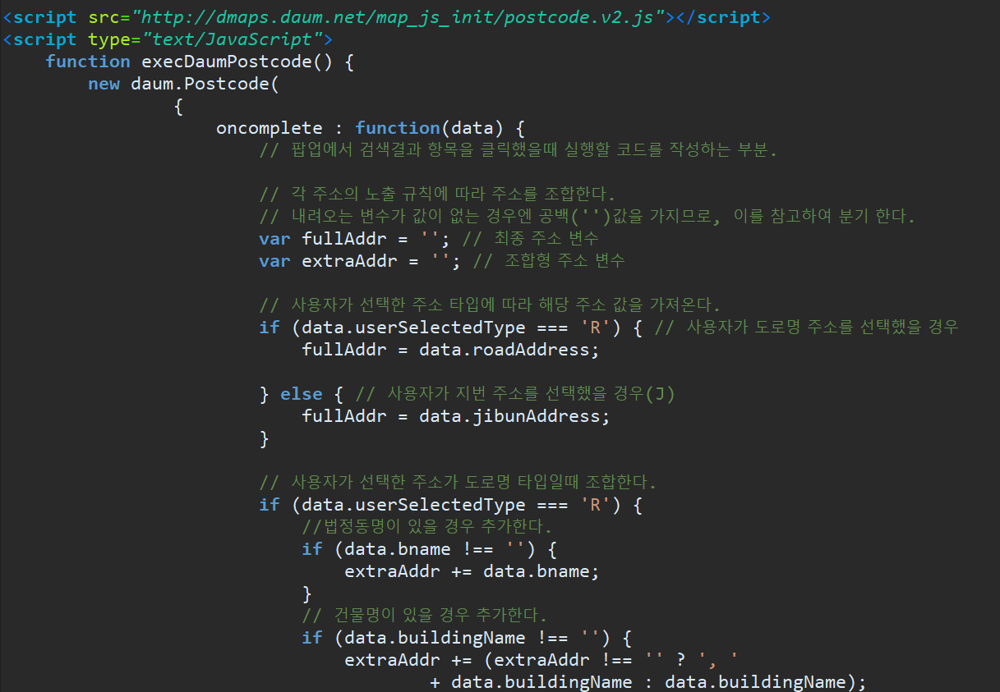 <script src="http://dmaps.daum.net/map_js_init/postcode.v2.js"></script>
<script type="text/JavaScript">
    function execDaumPostcode() {
        new daum.Postcode(
                {
                    oncomplete : function(data) {
                        // 팝업에서 검색결과 항목을 클릭했을때 실행할 코드를 작성하는 부분.

                        // 각 주소의 노출 규칙에 따라 주소를 조합한다.
                        // 내려오는 변수가 값이 없는 경우엔 공백('')값을 가지므로, 이를 참고하여 분기 한다.
                        var fullAddr = ''; // 최종 주소 변수
                        var extraAddr = ''; // 조합형 주소 변수

                        // 사용자가 선택한 주소 타입에 따라 해당 주소 값을 가져온다.
                        if (data.userSelectedType === 'R') { // 사용자가 도로명 주소를 선택했을 경우
                            fullAddr = data.roadAddress;

                        } else { // 사용자가 지번 주소를 선택했을 경우(J)
                            fullAddr = data.jibunAddress;
                        }

                        // 사용자가 선택한 주소가 도로명 타입일때 조합한다.
                        if (data.userSelectedType === 'R') {
                            //법정동명이 있을 경우 추가한다.
                            if (data.bname !== '') {
                                extraAddr += data.bname;
                            }
                            // 건물명이 있을 경우 추가한다.
                            if (data.buildingName !== '') {
                                extraAddr += (extraAddr !== '' ? ', '
                                        + data.buildingName : data.buildingName);